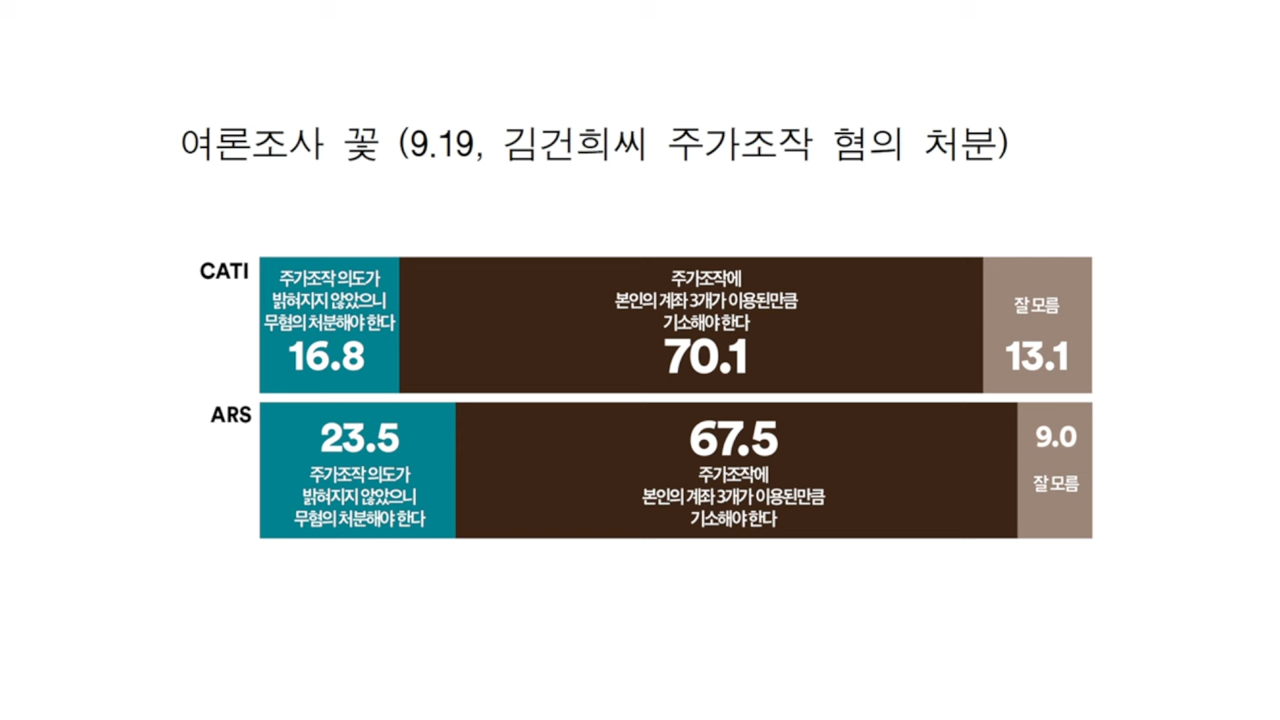 여론조사 꽃 (9.19, 김건희씨 주가조작 혐의 처분)
CATI
주가조작 의도가
밝혀지지 않았으니
무혐의 처분해야 한다
16.8
주가조작에
본인의 계좌 3개가 이용된만큼
기소해야 한다
70.1
잘 모름
13.1
ARS
23.5
주가조작 의도가
밝혀지지 않았으니
무혐의 처분해야 한다
67.5
주가조작에
본인의 계좌 3개가 이용된만큼
기소해야 한다
9.0
잘 모름